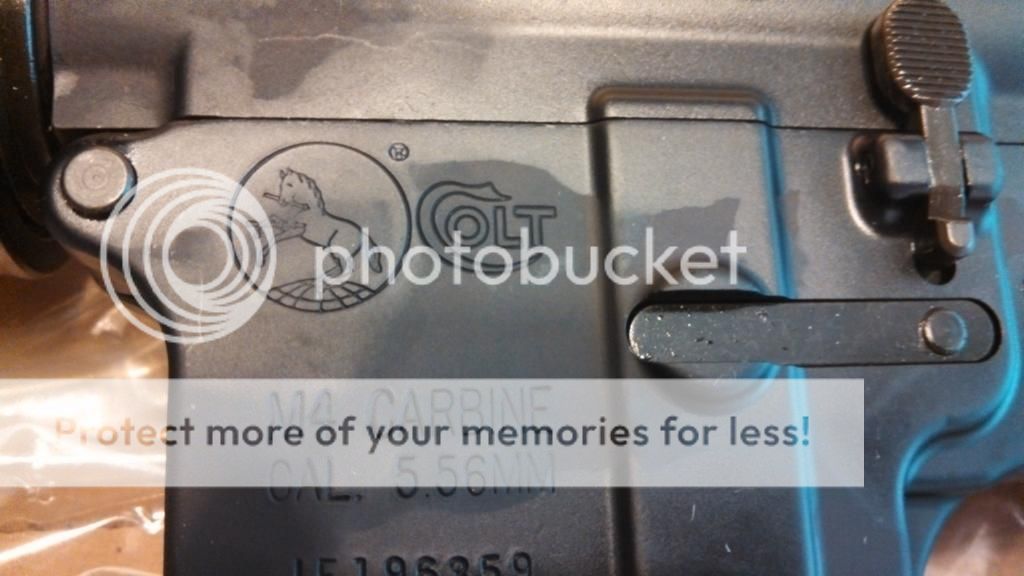 ®
COLT
photobucket
M4 CARBINE
Protect more of your memories for less!
CAL. 5.56MM